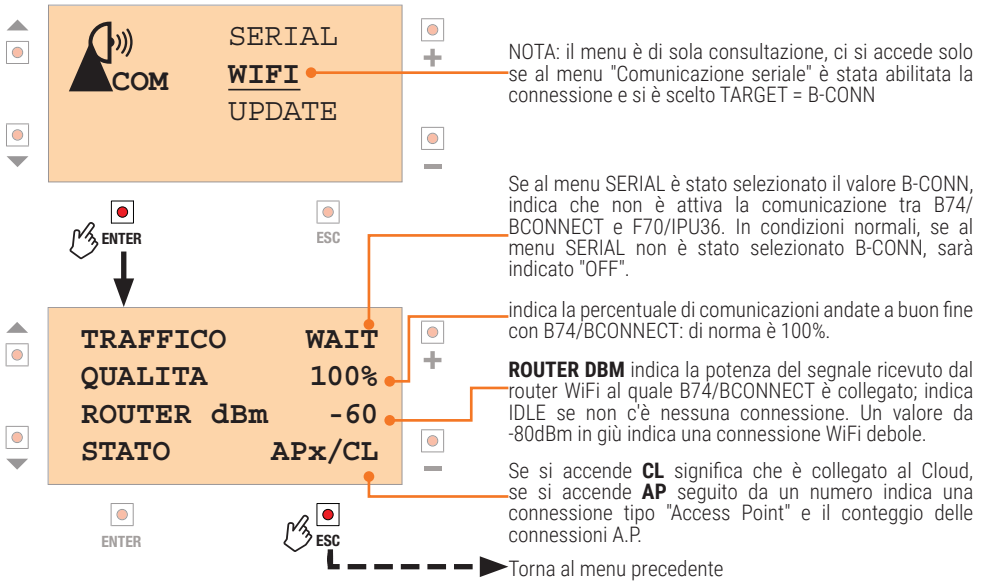 COM
SERIAL
WIFI
UPDATE
+
−
ENTER
ESC
NOTA: il menu è di sola consultazione, ci si accede solo
se al menu "Comunicazione seriale" è stata abilitata la
connessione e si è scelto TARGET = B-CONN
Se al menu SERIAL è stato selezionato il valore B-CONN,
indica che non è attiva la comunicazione tra B74/
BCONNECT e F70/IPU36. In condizioni normali, se al
menu SERIAL non è stato selezionato B-CONN, sarà
indicato "OFF".
TRAFFICO WAIT
QUALITA 100%
ROUTER dBm -60
STATO APx/CL
+
−
indica la percentuale di comunicazioni andate a buon fine
con B74/BCONNECT: di norma è 100%.
ROUTER DBM indica la potenza del segnale ricevuto dal
router WiFi al quale B74/BCONNECT è collegato; indica
IDLE se non c'è nessuna connessione. Un valore da
-80dBm in giù indica una connessione WiFi debole.
Se si accende CL significa che è collegato al Cloud,
se si accende AP seguito da un numero indica una
connessione tipo "Access Point" e il conteggio delle
connessioni A.P.
ENTER
ESC
Torna al menu precedente